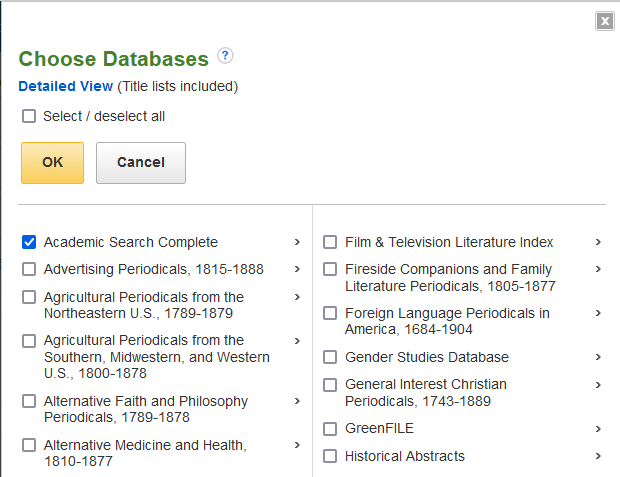 x
Choose Databases ?
Detailed View (Title lists included)
Select / deselect all
OK
Cancel
Academic Search Complete
Advertising Periodicals, 1815-1888
Agricultural Periodicals from the
Northeastern U.S., 1789-1879
Agricultural Periodicals from the
Southern, Midwestern, and Western
U.S., 1800-1878
Alternative Faith and Philosophy
Periodicals, 1789-1878
Alternative Medicine and Health,
1810-1877
Film & Television Literature Index
Fireside Companions and Family
Literature Periodicals, 1805-1877
Foreign Language Periodicals in
America, 1684-1904
Gender Studies Database
General Interest Christian
Periodicals, 1743-1889
GreenFILE
Historical Abstracts